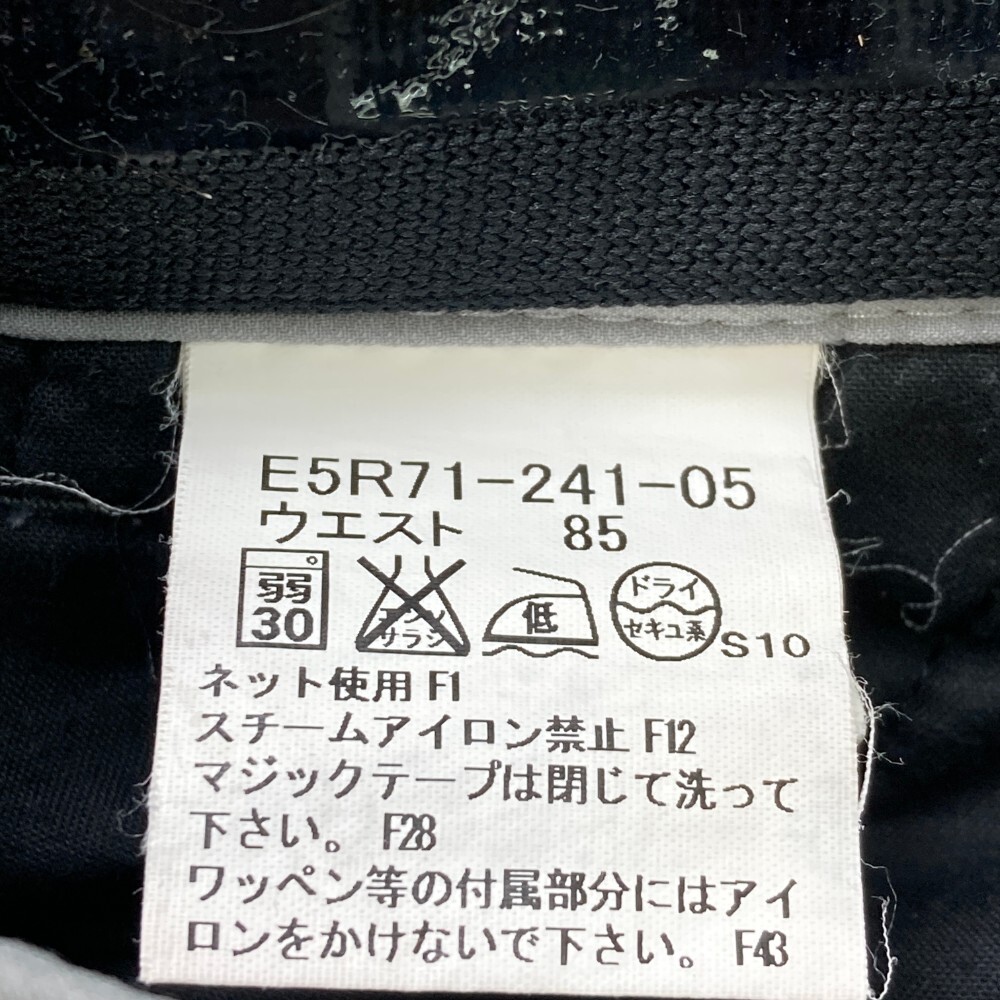 E5R71-241-05
ウエスト 85
弱 30 エンソ サラシ 低 ドライ セキユ系 S10
ネット使用 F1
スチームアイロン禁止 F12
マジックテープは閉じて洗って
下さい。 F28
ワッペン等の付属部分にはアイ
ロンをかけないで下さい。 F43